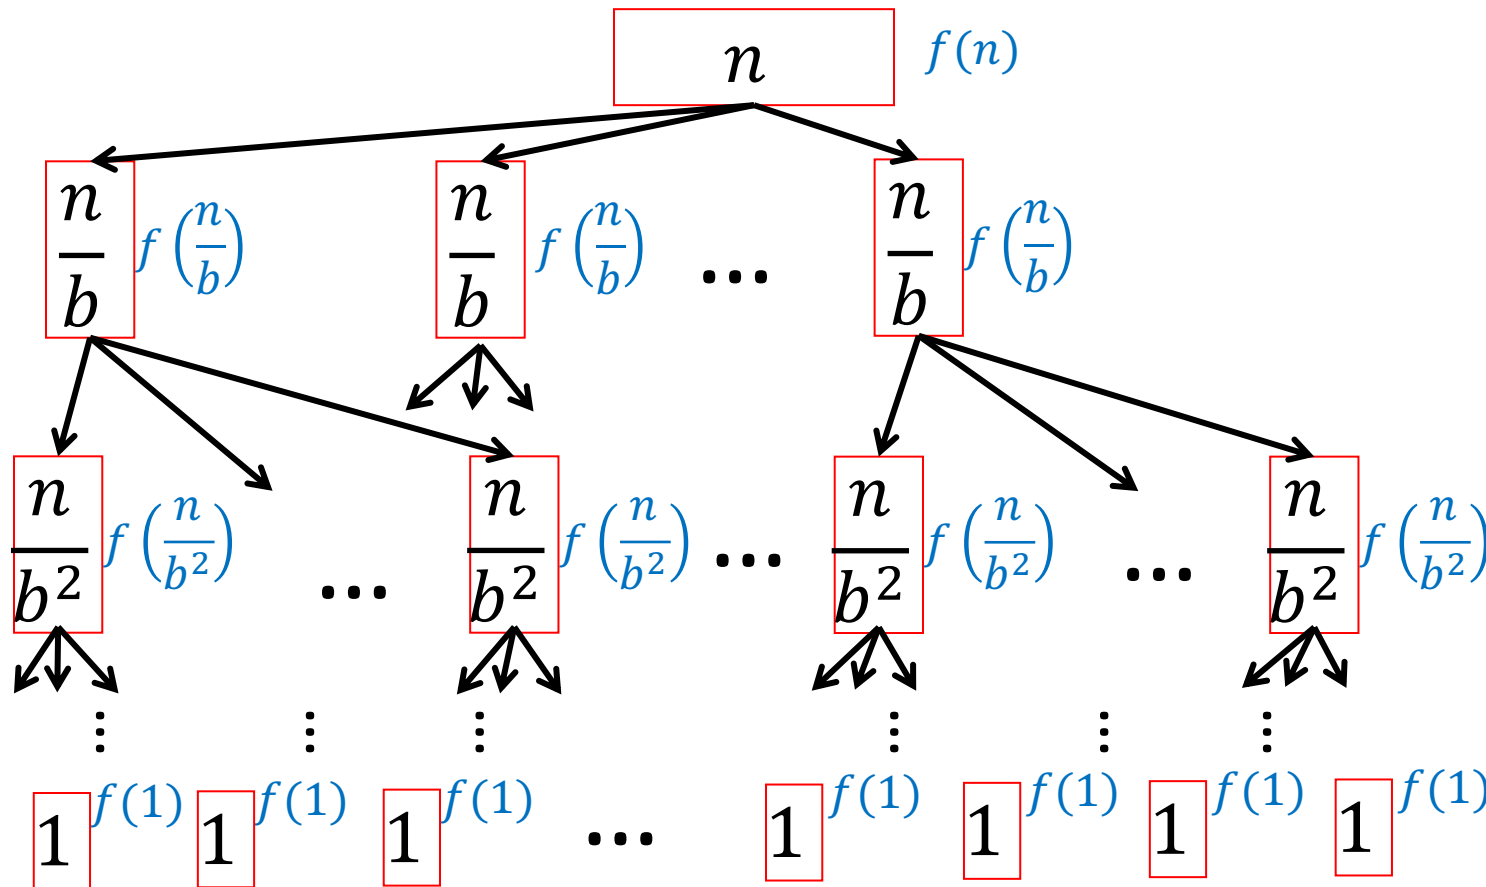 n f(n)
n/b f(n/b) n/b f(n/b) ... n/b f(n/b)
n/b² f(n/b²) ... n/b² f(n/b²) ... n/b² f(n/b²) ... n/b² f(n/b²)
⋮ ⋮ ⋮ ⋮ ⋮ ⋮
1 f(1) 1 f(1) 1 f(1) ... 1 f(1) 1 f(1) 1 f(1) 1 f(1)